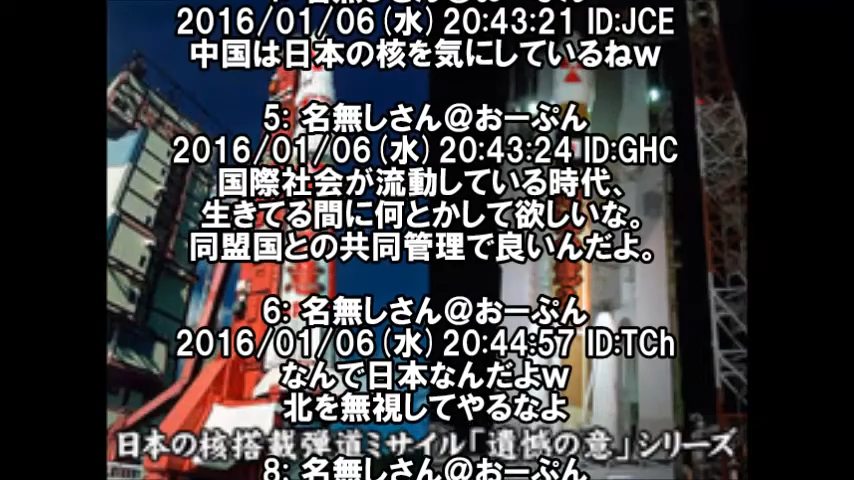 2016/01/06(水)20:43:21 ID:JCE
中国は日本の核を気にしているねw
5: 名無しさん@おーぷん
2016/01/06(水)20:43:24 ID:GHC
国際社会が流動している時代、
生きてる間に何とかして欲しいな。
同盟国との共同管理で良いんだよ。
6: 名無しさん@おーぷん
2016/01/06(水)20:44:57 ID:TCh
なんで日本なんだよw
北を無視してやるなよ
日本の核搭載弾道ミサイル「遺憾の意」シリーズ
8: 名無しさん@おーぷん